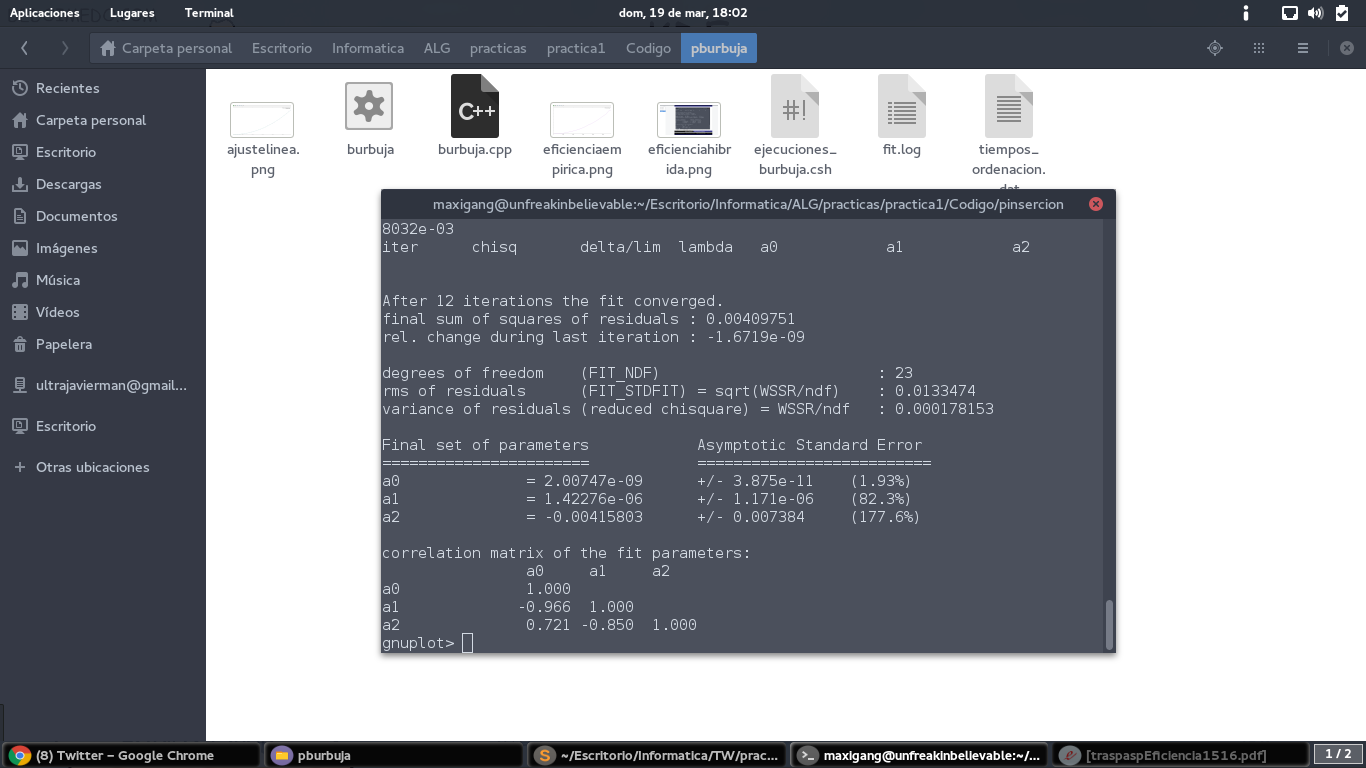 Aplicaciones Lugares Terminal dom, 19 de mar, 18:02
Carpeta personal Escritorio Informatica ALG practicas practica1 Codigo pburbuja
Recientes
Carpeta personal
Escritorio
Descargas
Documentos
Imágenes
Música
Vídeos
Papelera
ultrajavierman@gmail...
Escritorio
Otras ubicaciones
ajustelinea.
png
burbuja
C++
burbuja.cpp
eficienciaem
pirica.png
eficienciahibr
ida.png
#!
ejecuciones_
burbuja.csh
fit.log
tiempos_
ordenacion.
dat
maxigang@unfreakinbelievable:~/Escritorio/Informatica/ALG/practicas/practica1/Codigo/pinsercion
8032e-03
iter chisq delta/lim lambda a0 a1 a2
After 12 iterations the fit converged.
final sum of squares of residuals : 0.00409751
rel. change during last iteration : -1.6719e-09
degrees of freedom (FIT_NDF) : 23
rms of residuals (FIT_STDFIT) = sqrt(WSSR/ndf) : 0.0133474
variance of residuals (reduced chisquare) = WSSR/ndf : 0.000178153
Final set of parameters Asymptotic Standard Error
======================= ==========================
a0 = 2.00747e-09 +/- 3.875e-11 (1.93%)
a1 = 1.42276e-06 +/- 1.171e-06 (82.3%)
a2 = -0.00415803 +/- 0.007384 (177.6%)
correlation matrix of the fit parameters:
a0 a1 a2
a0 1.000
a1 -0.966 1.000
a2 0.721 -0.850 1.000
gnuplot>
(8) Twitter – Google Chrome pburbuja ~/Escritorio/Informatica/TW/prac... maxigang@unfreakinbelievable:~/... [traspaspEficiencia1516.pdf] 1 / 2